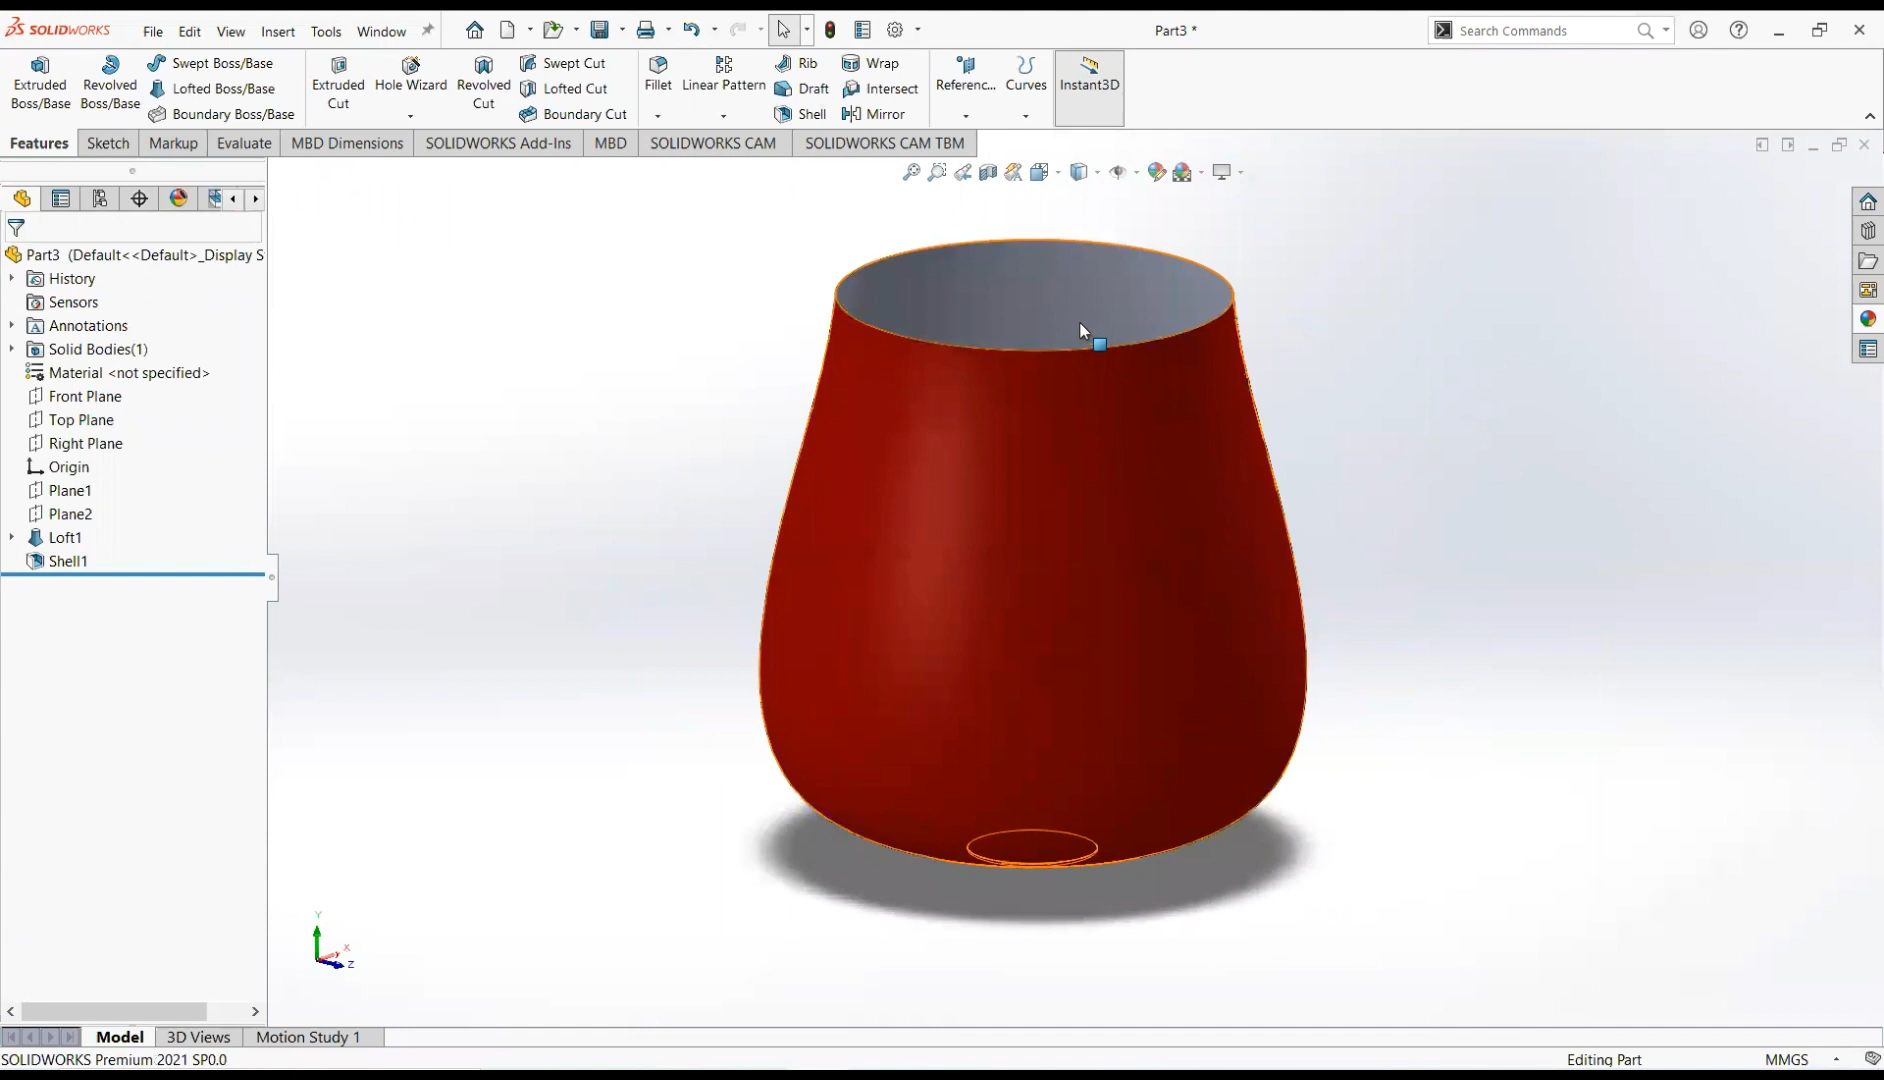 SOLIDWORKS File Edit View Insert Tools Window Part3 * Search Commands
Extruded Boss/Base
Revolved Boss/Base
Swept Boss/Base
Lofted Boss/Base
Boundary Boss/Base
Extruded Cut
Hole Wizard
Revolved Cut
Swept Cut
Lofted Cut
Boundary Cut
Fillet
Linear Pattern
Rib
Draft
Shell
Wrap
Intersect
Mirror
Referenc...
Curves
Instant3D
Features Sketch Markup Evaluate MBD Dimensions SOLIDWORKS Add-Ins MBD SOLIDWORKS CAM SOLIDWORKS CAM TBM
Part3 (Default<<Default>_Display S
History
Sensors
Annotations
Solid Bodies(1)
Material <not specified>
Front Plane
Top Plane
Right Plane
Origin
Plane1
Plane2
Loft1
Shell1
Y
X
Z
Model 3D Views Motion Study 1
SOLIDWORKS Premium 2021 SP0.0 Editing Part MMGS